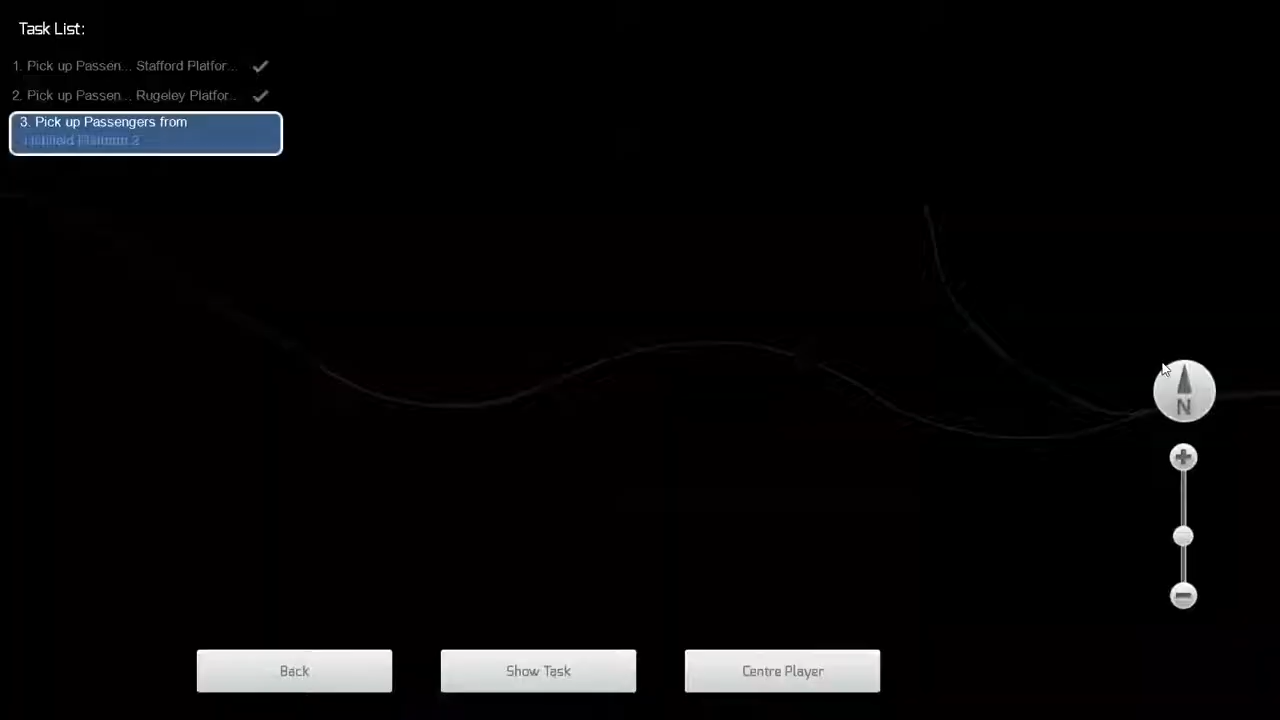 Task List:
1. Pick up Passen... Stafford Platfor...
2. Pick up Passen... Rugeley Platfor..
3. Pick up Passengers from
2
N
Back
Show Task
Centre Player